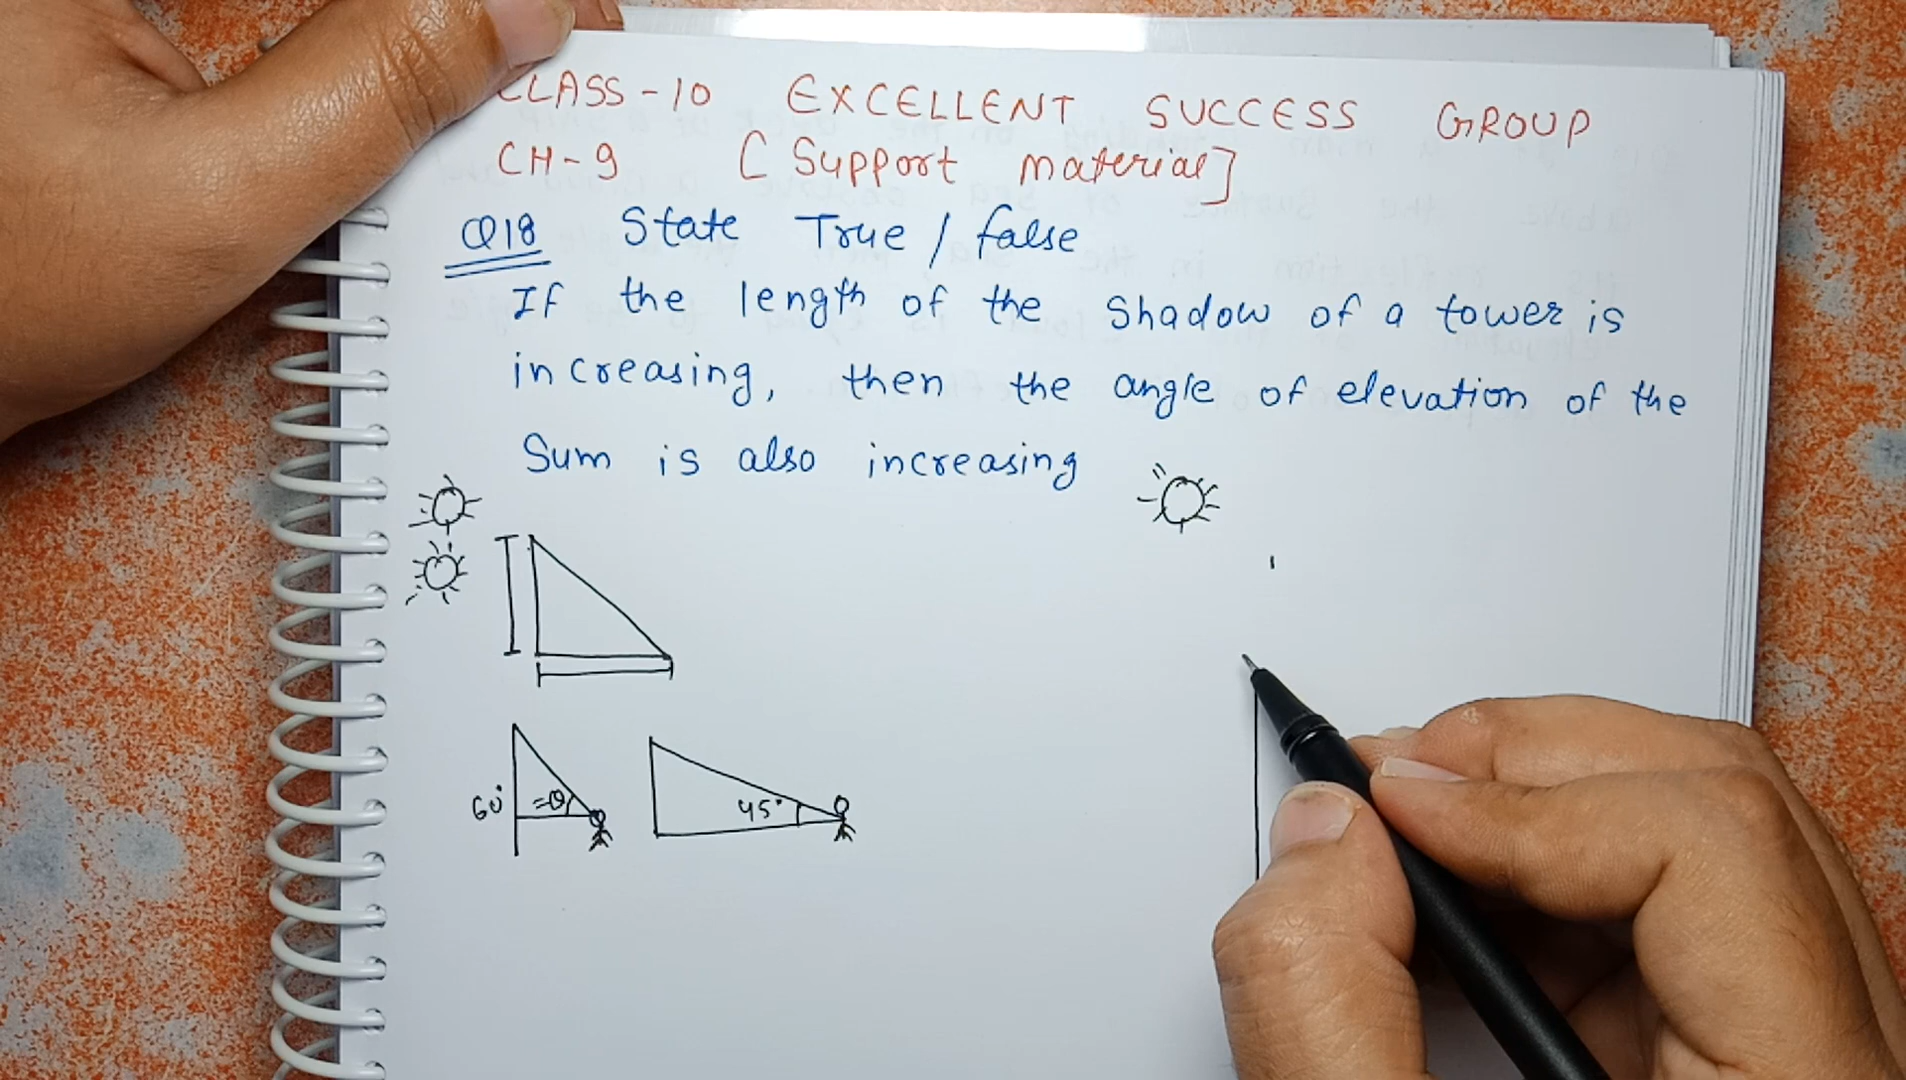 CLASS-10 EXCELLENT SUCCESS GROUP
CH-9 [Support material]
Q18 State True / false
If the length of the shadow of a tower is
increasing, then the angle of elevation of the
Sum is also increasing
60° =θ
45°